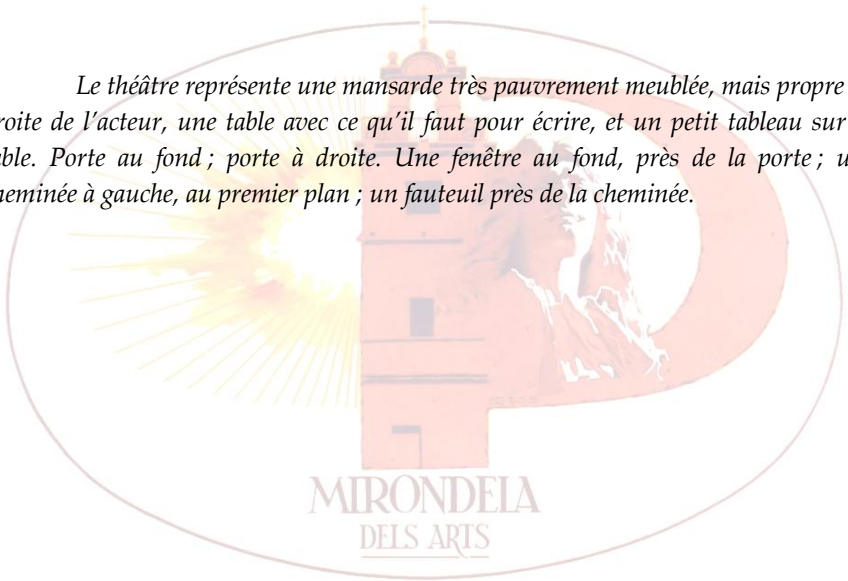 Le théâtre représente une mansarde très pauvrement meublée, mais propre
roite de l’acteur, une table avec ce qu’il faut pour écrire, et un petit tableau sur
able. Porte au fond ; porte à droite. Une fenêtre au fond, près de la porte ; u
heminée à gauche, au premier plan ; un fauteuil près de la cheminée.
MIRONDELA
DELS ARTS